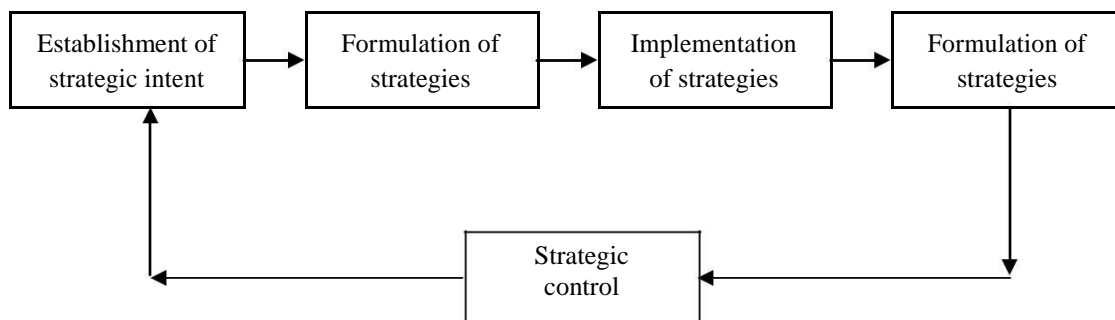 Establishment of
strategic intent
Formulation of
strategies
Implementation
of strategies
Formulation of
strategies
Strategic
control